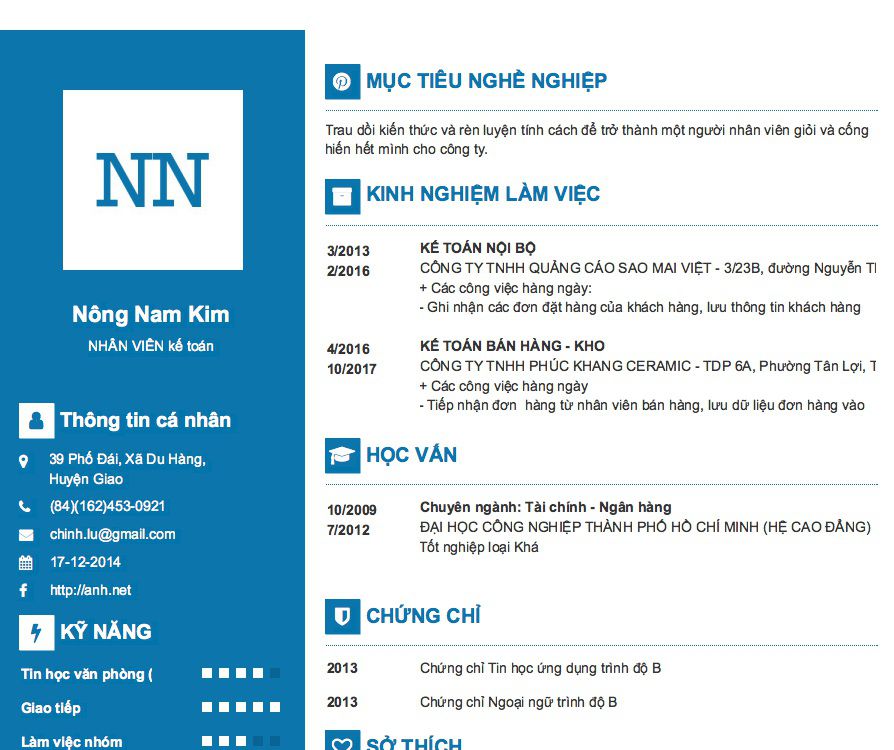 NN
Nông Nam Kim
NHÂN VIÊN kế toán
Thông tin cá nhân
39 Phố Đái, Xã Du Hàng,
Huyện Giao
(84)(162)453-0921
chinh.lu@gmail.com
17-12-2014
http://anh.net
KỸ NĂNG
Tin học văn phòng (
Giao tiếp
Làm việc nhóm
MỤC TIÊU NGHỀ NGHIỆP
Trau dồi kiến thức và rèn luyện tính cách để trở thành một người nhân viên giỏi và cống
hiến hết mình cho công ty.
KINH NGHIỆM LÀM VIỆC
3/2013 KẾ TOÁN NỘI BỘ
2/2016 CÔNG TY TNHH QUẢNG CÁO SAO MAI VIỆT - 3/23B, đường Nguyễn
+ Các công việc hàng ngày:
- Ghi nhận các đơn đặt hàng của khách hàng, lưu thông tin khách hàng
4/2016 KẾ TOÁN BÁN HÀNG - KHO
10/2017 CÔNG TY TNHH PHÚC KHANG CERAMIC - TDP 6A, Phường Tân Lợi,
+ Các công việc hàng ngày
- Tiếp nhận đơn hàng từ nhân viên bán hàng, lưu dữ liệu đơn hàng vào
HỌC VẤN
10/2009 Chuyên ngành: Tài chính - Ngân hàng
7/2012 ĐẠI HỌC CÔNG NGHIỆP THÀNH PHỐ HỒ CHÍ MINH (HỆ CAO ĐẲNG)
Tốt nghiệp loại Khá
CHỨNG CHỈ
2013 Chứng chỉ Tin học ứng dụng trình độ B
2013 Chứng chỉ Ngoại ngữ trình độ B
SỞ THÍCH